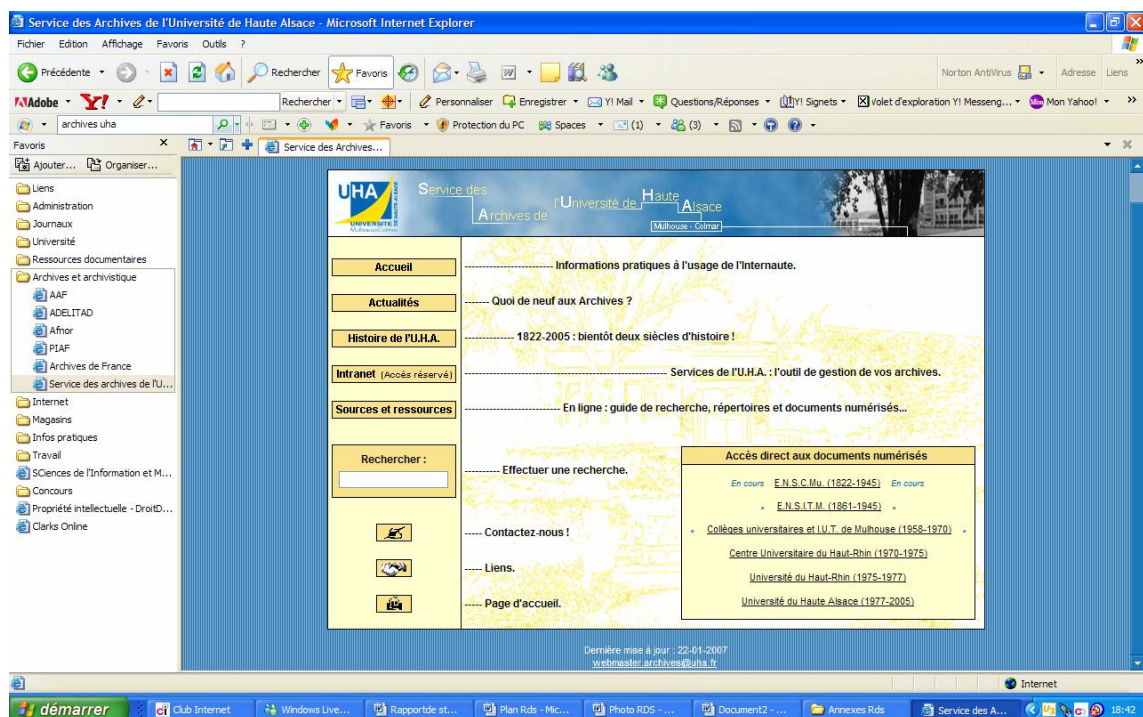 Service des Archives de l'Université de Haute Alsace - Microsoft Internet Explorer
Fichier Edition Affichage Favoris Outils ?
Précédente Rechercher Favoris Norton AntiVirus Adresse Liens »
Adobe Y! Rechercher Personnaliser Enregistrer Y! Mail Questions/Réponses Y! Signets Volet d'exploration Y! Messeng... Mon Yahoo! »
archives uha Favoris Protection du PC Spaces (1) (3)
Favoris Service des Archives...
Ajouter... Organiser...
Liens
Administration
Journaux
Université
Ressources documentaires
Archives et archivistique
AAF
ADELITAD
Afnor
PIAF
Archives de France
Service des archives de l'U...
Internet
Magasins
Infos pratiques
Travail
SCiences de l'Information et M...
Concours
Propriété intellectuelle - DroitD...
Clarks Online
UHA
UNIVERSITE DE HAUTE-ALSACE
Mulhouse-Colmar
Service des
Archives de l'Université de Haute Alsace
Mulhouse - Colmar
Accueil ------------------------ Informations pratiques à l'usage de l'Internaute.
Actualités ------- Quoi de neuf aux Archives ?
Histoire de l'U.H.A. -------------- 1822-2005 : bientôt deux siècles d'histoire !
Intranet (Accès réservé) ------------------------------------------------------- Services de l'U.H.A. : l'outil de gestion de vos archives.
Sources et ressources -------------------------- En ligne : guide de recherche, répertoires et documents numérisés...
Rechercher :
---------- Effectuer une recherche.
----- Contactez-nous !
----- Liens.
----- Page d'accueil.
Accès direct aux documents numérisés
En cours E.N.S.C.Mu. (1822-1945) En cours
E.N.S.I.T.M. (1861-1945)
Collèges universitaires et I.U.T. de Mulhouse (1958-1970)
Centre Universitaire du Haut-Rhin (1970-1975)
Université du Haut-Rhin (1975-1977)
Université du Haute Alsace (1977-2005)
Dernière mise à jour : 22-01-2007
webmaster.archives@uha.fr
Internet
démarrer Club Internet Windows Live... Rapportde st... Plan Rds - Mic... Photo RDS - ... Document2 - ... Annexes Rds Service des A... 18:42